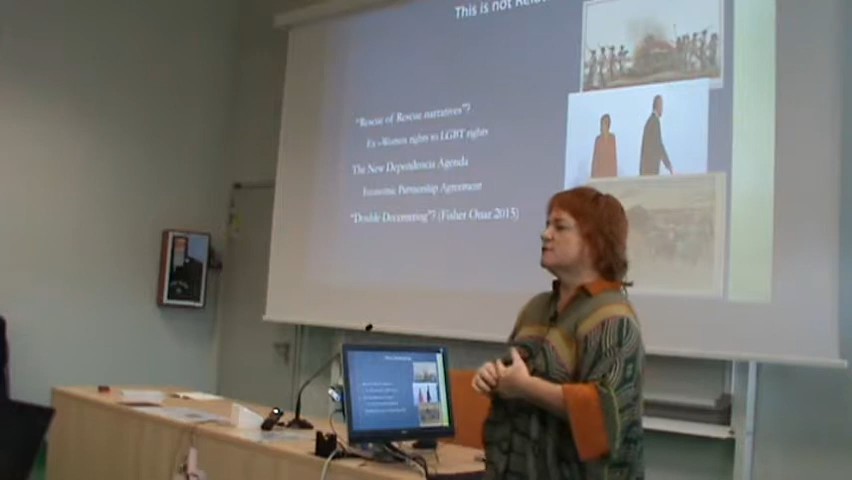 This is not
"Rescue of Rescue narratives"?
Ex - Women rights to LGBT rights
The New Dependencia Agenda
Economic Partnership Agreement
"Double Decentering"? (Fisher Onar 2015)